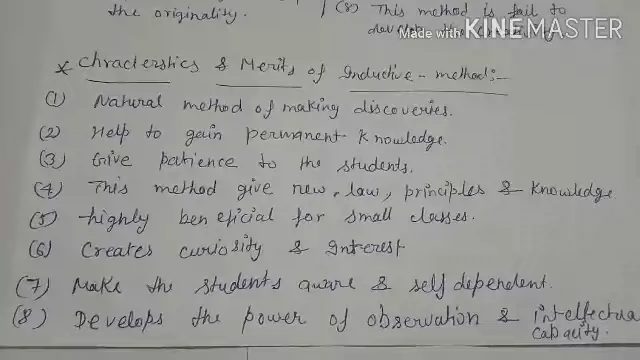 the originality.
(8) This method is fail to
develop the
Made with KINEMASTER
* Chracterstics & Merits of Inductive - method:-
(1) Natural method of making discoveries.
(2) Help to gain permanent knowledge.
(3) Give patience to the students.
(4) This method give new, law, principles & knowledge
(5) highly beneficial for small classes.
(6) Creates curiosity & Interest
(7) Make the students aware & self dependent.
(8) Develops the power of observation & intellectual
capacity.